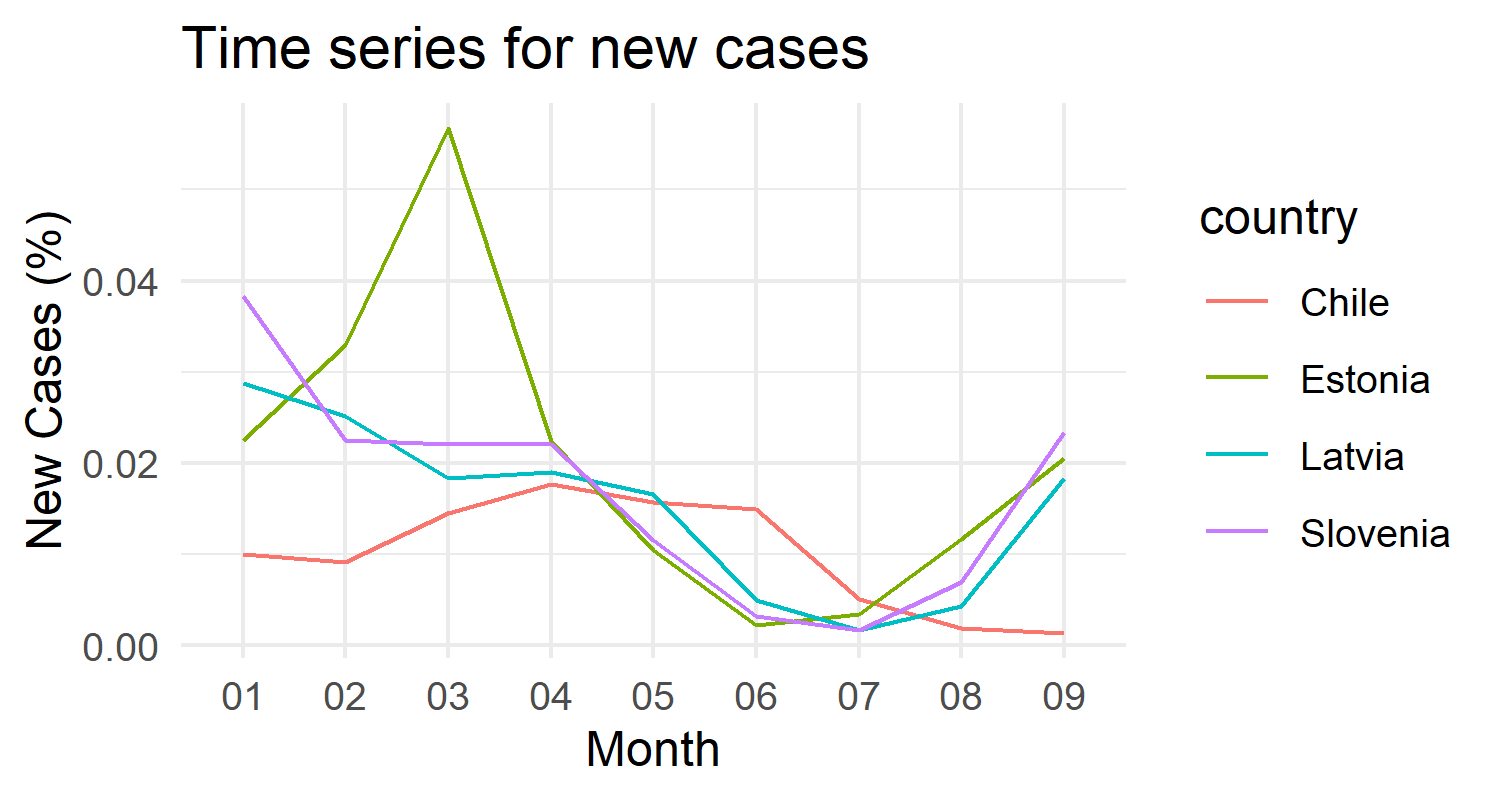 Time series for new cases
New Cases (%)
0.04
0.02
0.00
01 02 03 04 05 06 07 08 09
Month
country
Chile
Estonia
Latvia
Slovenia